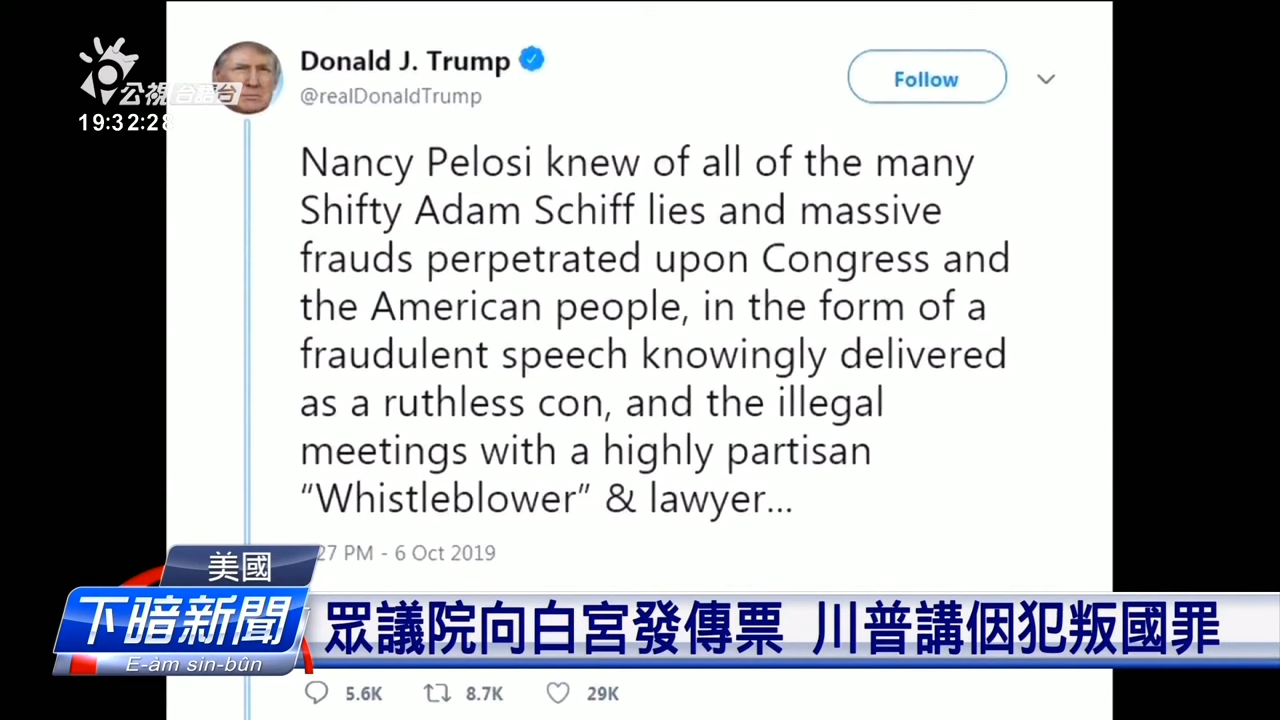 公視台語台
19:32:28
Donald J. Trump
@realDonaldTrump
Follow
Nancy Pelosi knew of all of the many
Shifty Adam Schiff lies and massive
frauds perpetrated upon Congress and
the American people, in the form of a
fraudulent speech knowingly delivered
as a ruthless con, and the illegal
meetings with a highly partisan
“Whistleblower” & lawyer...
27 PM - 6 Oct 2019
美國
下暗新聞
E-àm sin-bûn
眾議院向白宮發傳票 川普講𪜶犯叛國罪
5.6K 8.7K 29K